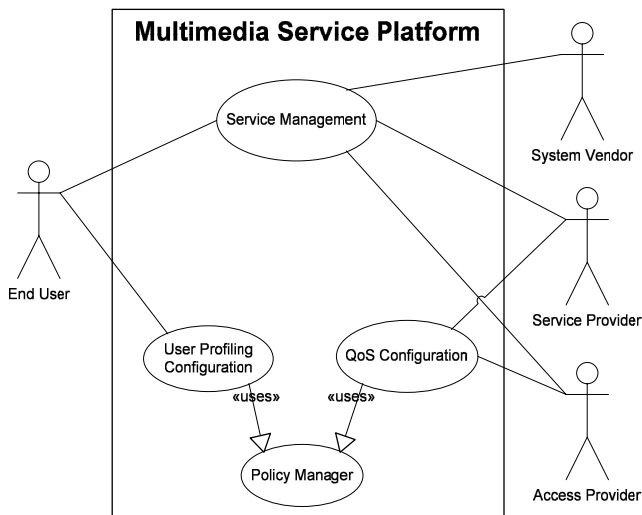 Multimedia Service Platform
Service Management
System Vendor
End User
Service Provider
User Profiling
Configuration
QoS Configuration
«uses»
«uses»
Policy Manager
Access Provider